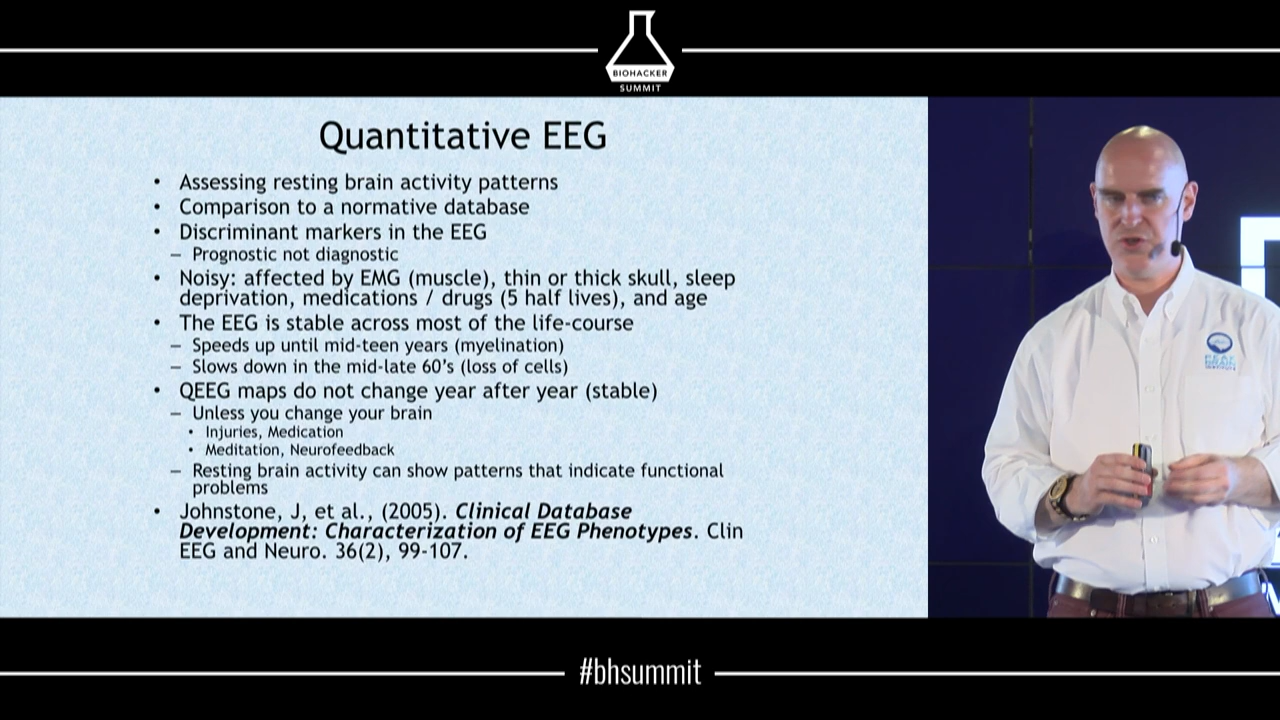 BIOHACKER
SUMMIT
Quantitative EEG
• Assessing resting brain activity patterns
• Comparison to a normative database
• Discriminant markers in the EEG
– Prognostic not diagnostic
• Noisy: affected by EMG (muscle), thin or thick skull, sleep
deprivation, medications / drugs (5 half lives), and age
• The EEG is stable across most of the life-course
– Speeds up until mid-teen years (myelination)
– Slows down in the mid-late 60’s (loss of cells)
• QEEG maps do not change year after year (stable)
– Unless you change your brain
• Injuries, Medication
• Meditation, Neurofeedback
– Resting brain activity can show patterns that indicate functional
problems
• Johnstone, J, et al., (2005). Clinical Database
Development: Characterization of EEG Phenotypes. Clin
EEG and Neuro. 36(2), 99-107.
PEAK
BRAIN
INSTITUTE
#bhsummit